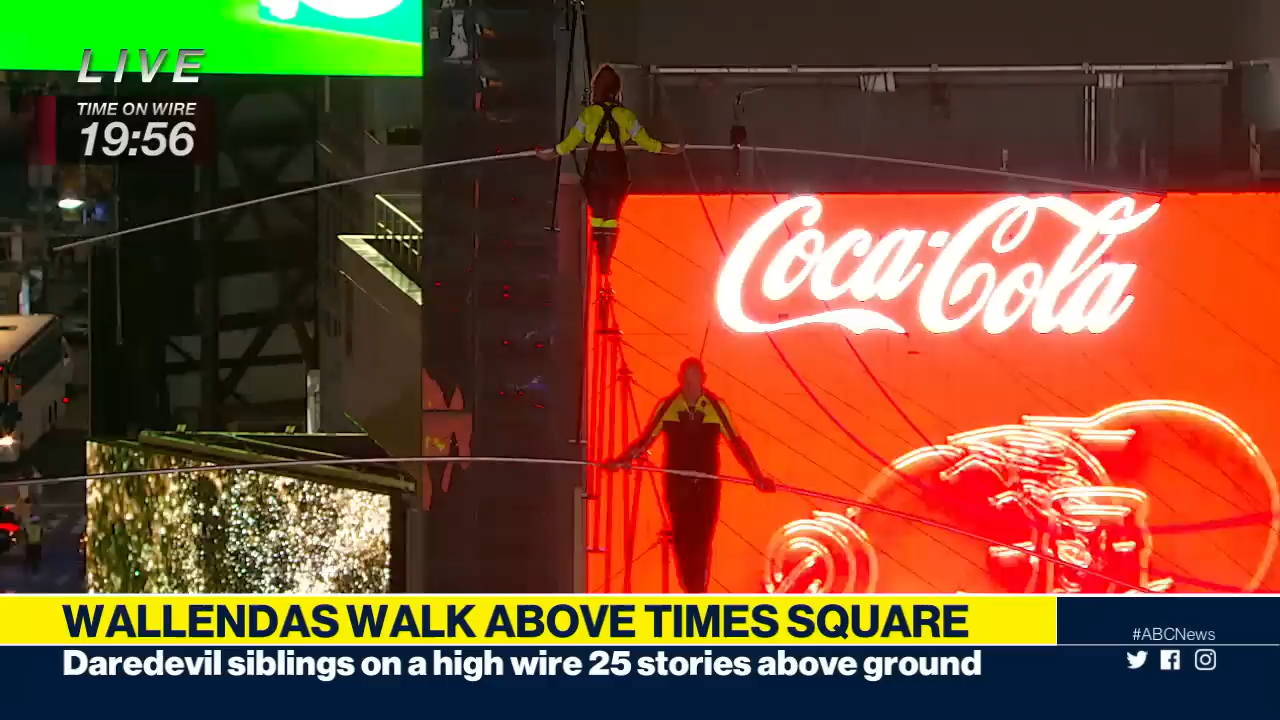 LIVE
TIME ON WIRE
19:56
Coca-Cola
WALLENDAS WALK ABOVE TIMES SQUARE
Daredevil siblings on a high wire 25 stories above ground
#ABCNews